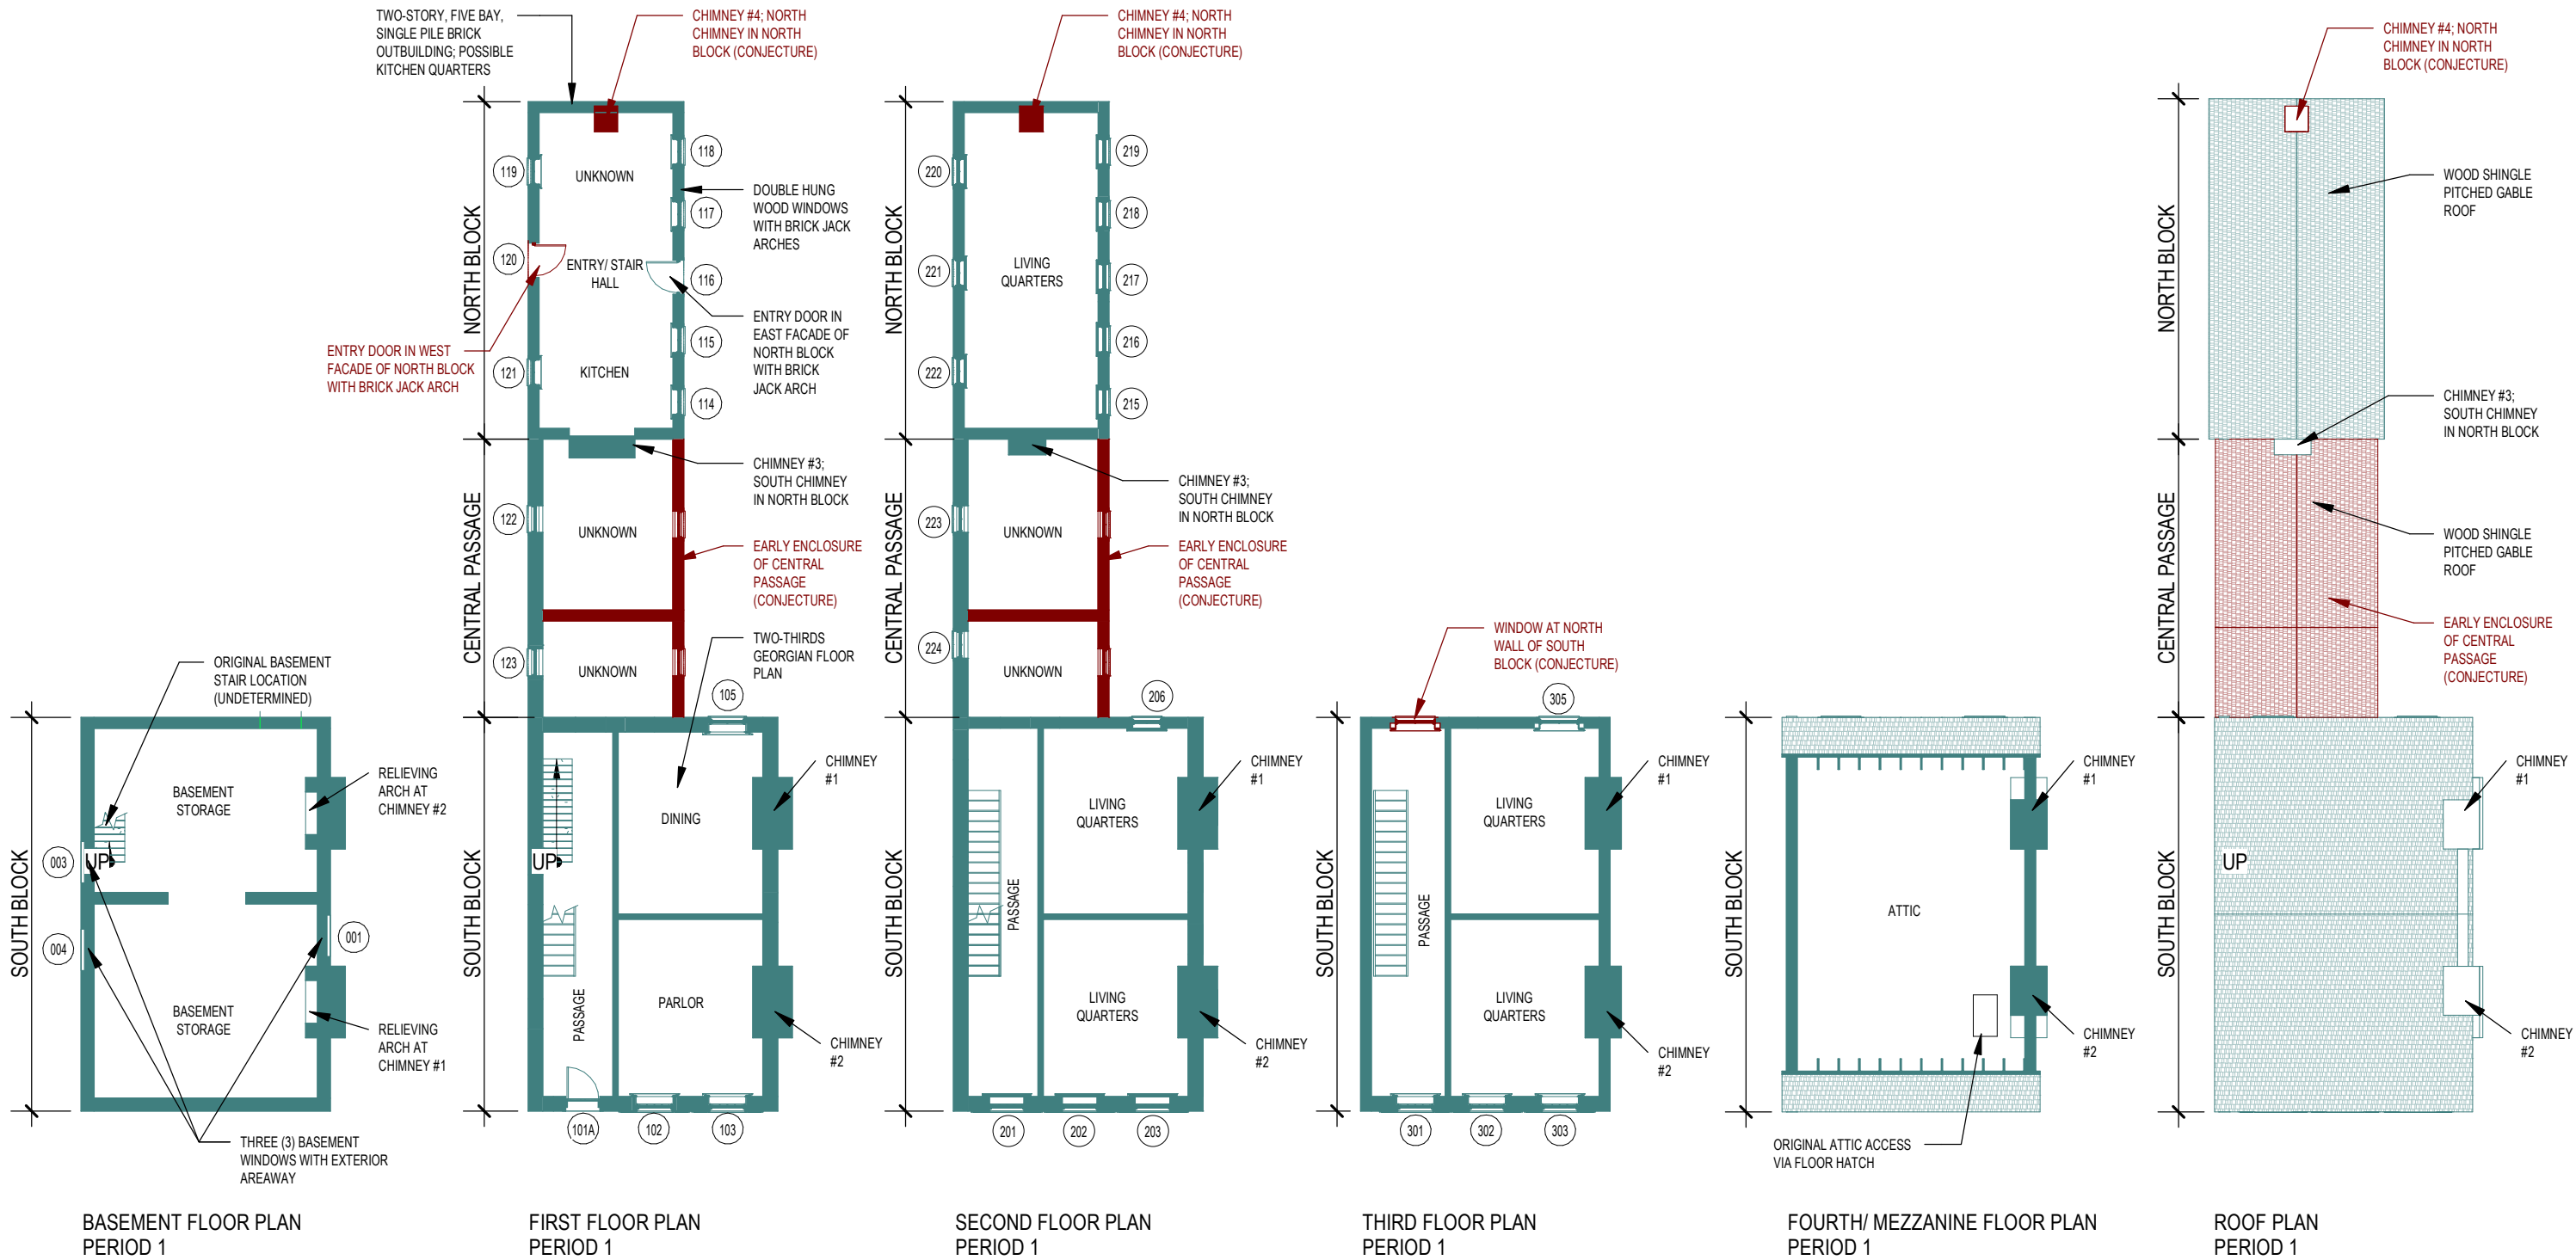 ORIGINAL BASEMENT
STAIR LOCATION
(UNDETERMINED)
SOUTH BLOCK
BASEMENT
STORAGE
RELIEVING
ARCH AT
CHIMNEY #2
003
UP
004
001
BASEMENT
STORAGE
RELIEVING
ARCH AT
CHIMNEY #1
THREE (3) BASEMENT
WINDOWS WITH EXTERIOR
AREAWAY
BASEMENT FLOOR PLAN
PERIOD 1
TWO-STORY, FIVE BAY,
SINGLE PILE BRICK
OUTBUILDING; POSSIBLE
KITCHEN QUARTERS
CHIMNEY #4; NORTH
CHIMNEY IN NORTH
BLOCK (CONJECTURE)
NORTH BLOCK
119
118
UNKNOWN
DOUBLE HUNG
WOOD WINDOWS
WITH BRICK JACK
ARCHES
117
120
ENTRY/ STAIR
HALL
116
ENTRY DOOR IN
EAST FACADE OF
NORTH BLOCK
WITH BRICK
JACK ARCH
115
ENTRY DOOR IN WEST
FACADE OF NORTH BLOCK
WITH BRICK JACK ARCH
121
KITCHEN
114
CHIMNEY #3;
SOUTH CHIMNEY
IN NORTH BLOCK
CENTRAL PASSAGE
122
UNKNOWN
EARLY ENCLOSURE
OF CENTRAL
PASSAGE
(CONJECTURE)
TWO-THIRDS
GEORGIAN FLOOR
PLAN
123
UNKNOWN
105
SOUTH BLOCK
CHIMNEY
#1
DINING
UP
PASSAGE
PARLOR
CHIMNEY
#2
101A
102
103
FIRST FLOOR PLAN
PERIOD 1
CHIMNEY #4; NORTH
CHIMNEY IN NORTH
BLOCK (CONJECTURE)
NORTH BLOCK
219
220
218
LIVING
QUARTERS
221
217
216
222
215
CHIMNEY #3;
SOUTH CHIMNEY
IN NORTH BLOCK
CENTRAL PASSAGE
223
UNKNOWN
EARLY ENCLOSURE
OF CENTRAL
PASSAGE
(CONJECTURE)
224
UNKNOWN
206
SOUTH BLOCK
CHIMNEY
#1
LIVING
QUARTERS
PASSAGE
LIVING
QUARTERS
CHIMNEY
#2
201
202
203
SECOND FLOOR PLAN
PERIOD 1
WINDOW AT NORTH
WALL OF SOUTH
BLOCK (CONJECTURE)
305
SOUTH BLOCK
CHIMNEY
#1
LIVING
QUARTERS
PASSAGE
LIVING
QUARTERS
CHIMNEY
#2
301
302
303
THIRD FLOOR PLAN
PERIOD 1
SOUTH BLOCK
CHIMNEY
#1
ATTIC
CHIMNEY
#2
ORIGINAL ATTIC ACCESS
VIA FLOOR HATCH
FOURTH/ MEZZANINE FLOOR PLAN
PERIOD 1
CHIMNEY #4; NORTH
CHIMNEY IN NORTH
BLOCK (CONJECTURE)
NORTH BLOCK
WOOD SHINGLE
PITCHED GABLE
ROOF
CHIMNEY #3;
SOUTH CHIMNEY
IN NORTH BLOCK
CENTRAL PASSAGE
WOOD SHINGLE
PITCHED GABLE
ROOF
EARLY ENCLOSURE
OF CENTRAL
PASSAGE
(CONJECTURE)
SOUTH BLOCK
CHIMNEY
#1
UP
CHIMNEY
#2
ROOF PLAN
PERIOD 1